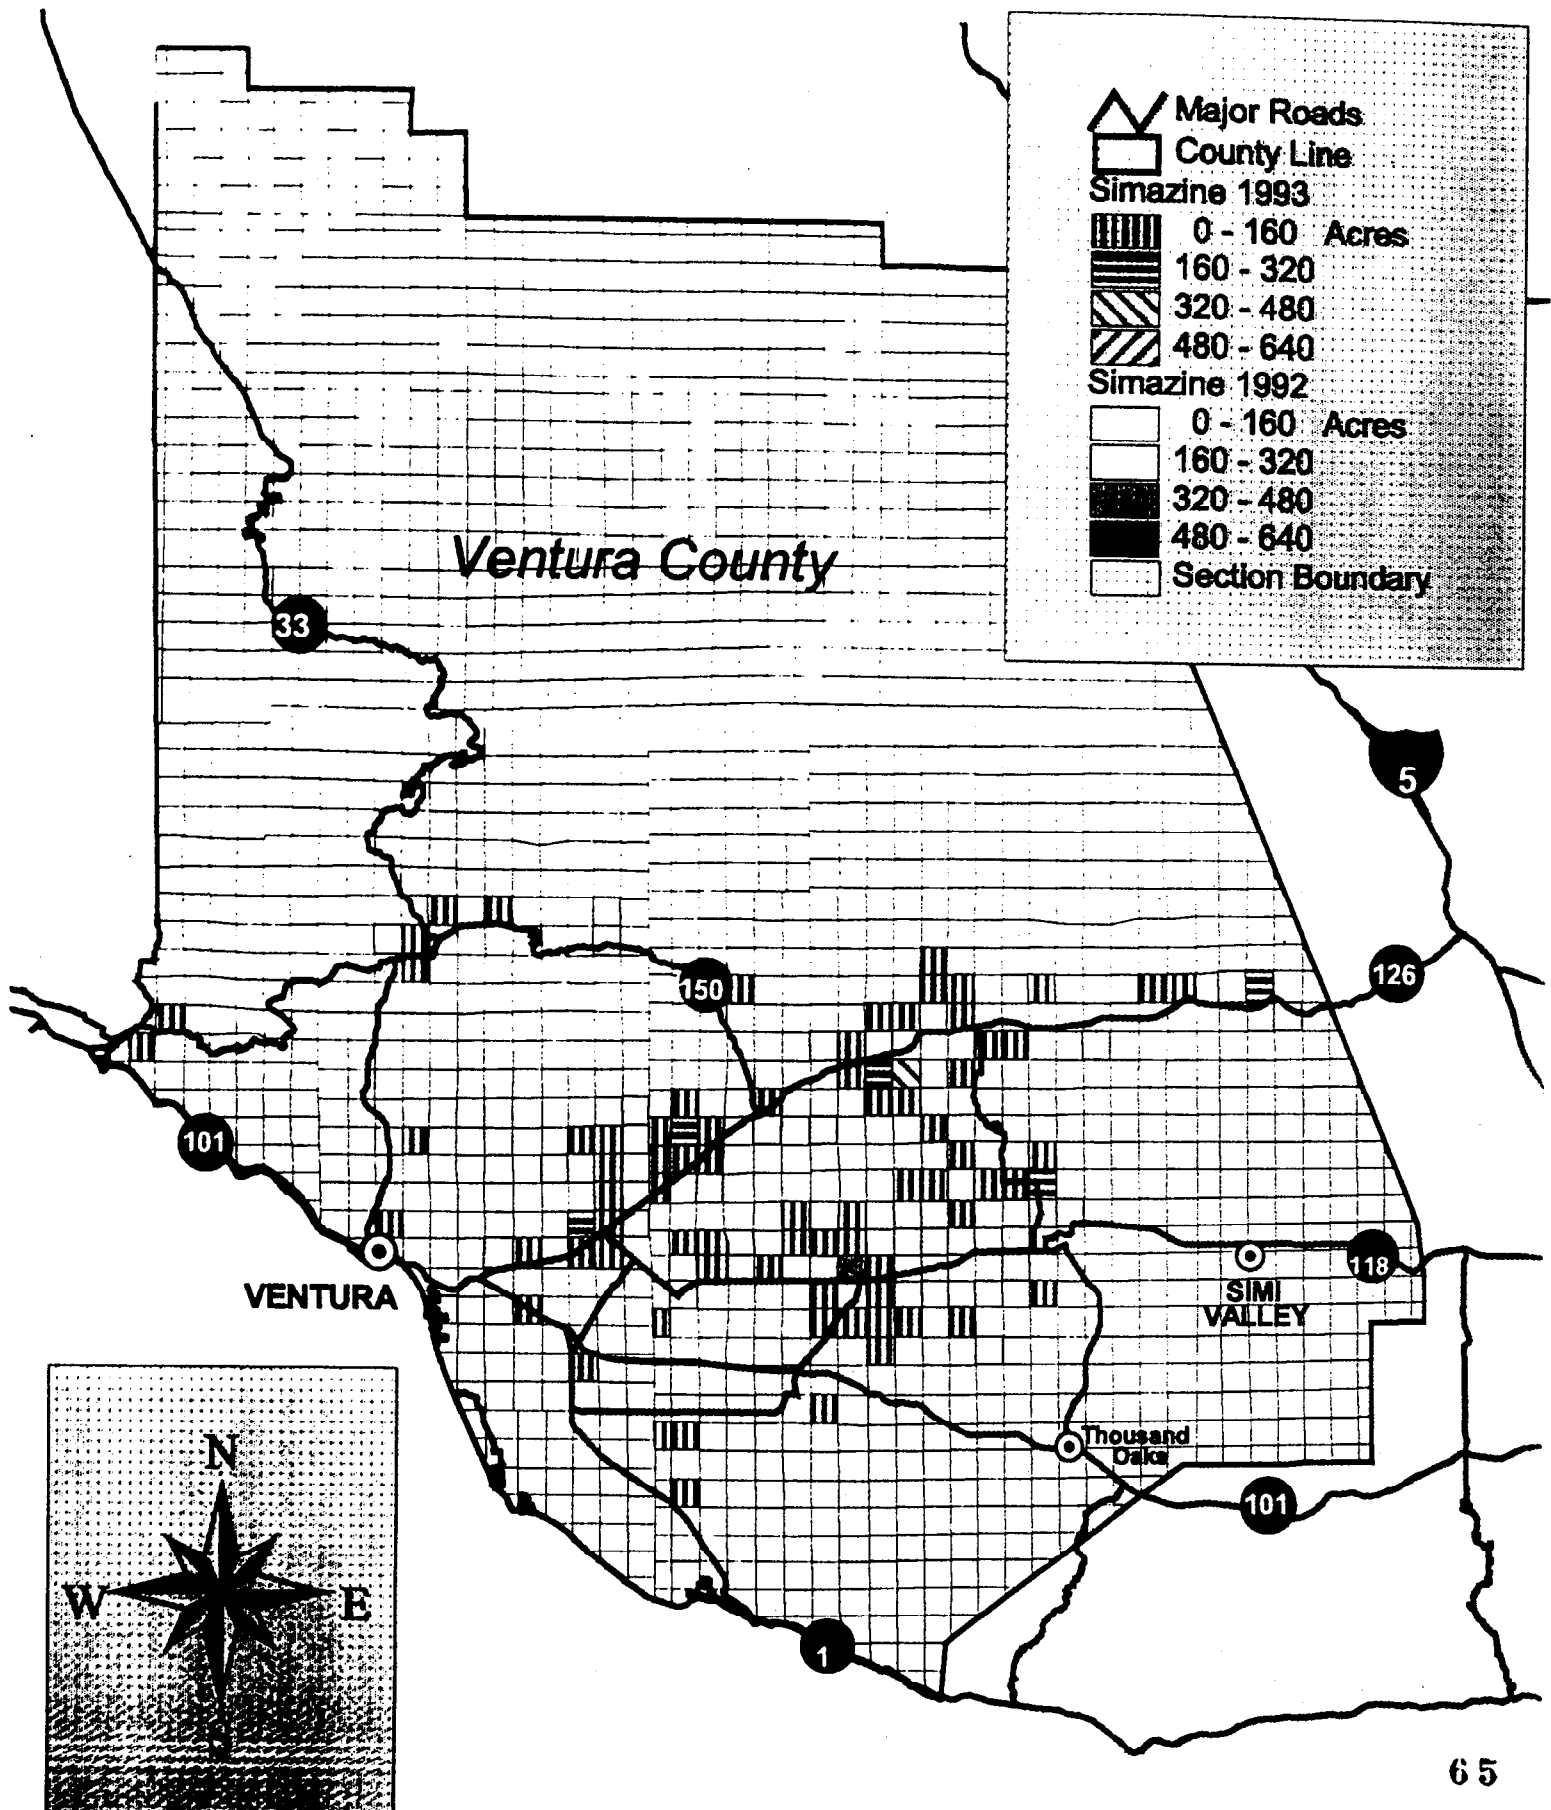 Major Roads
County Line
Simazine 1993
0 - 160 Acres
160 - 320
320 - 480
480 - 640
Simazine 1992
0 - 160 Acres
160 - 320
320 - 480
480 - 640
Section Boundary
Ventura County
33
5
126
150
101
118
VENTURA
SIMI
VALLEY
Thousand
Oaks
N
W
E
S
101
1
65